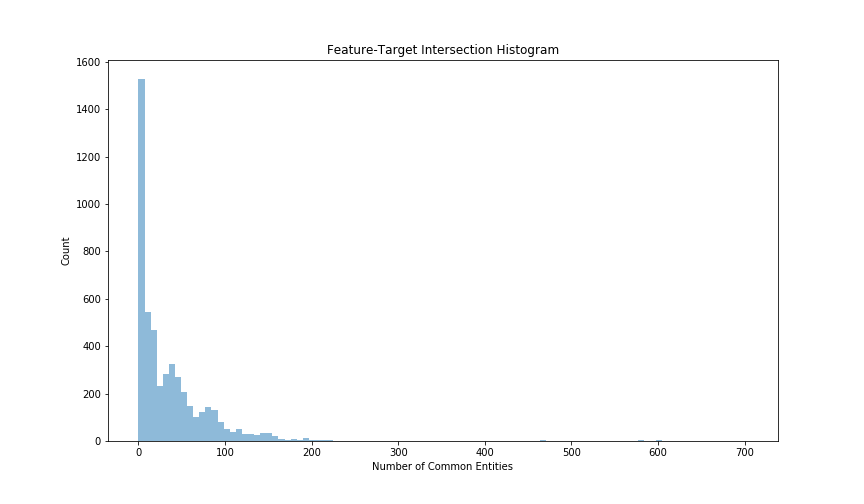 Feature-Target Intersection Histogram
1600
1400
1200
1000
800
600
400
200
0
Count
0 100 200 300 400 500 600 700
Number of Common Entities